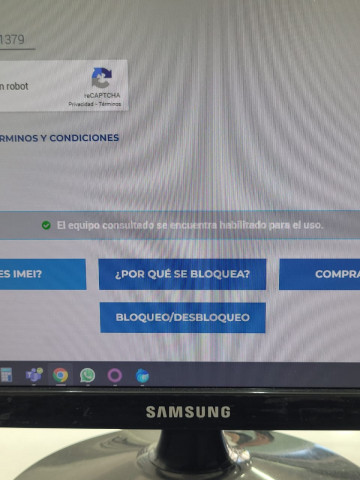 1379
n robot
reCAPTCHA
Privacidad - Términos
RMINOS Y CONDICIONES
El equipo consultado se encuentra habilitado para el uso.
ES IMEI?
¿POR QUÉ SE BLOQUEA?
COMPRA
BLOQUEO/DESBLOQUEO
SAMSUNG